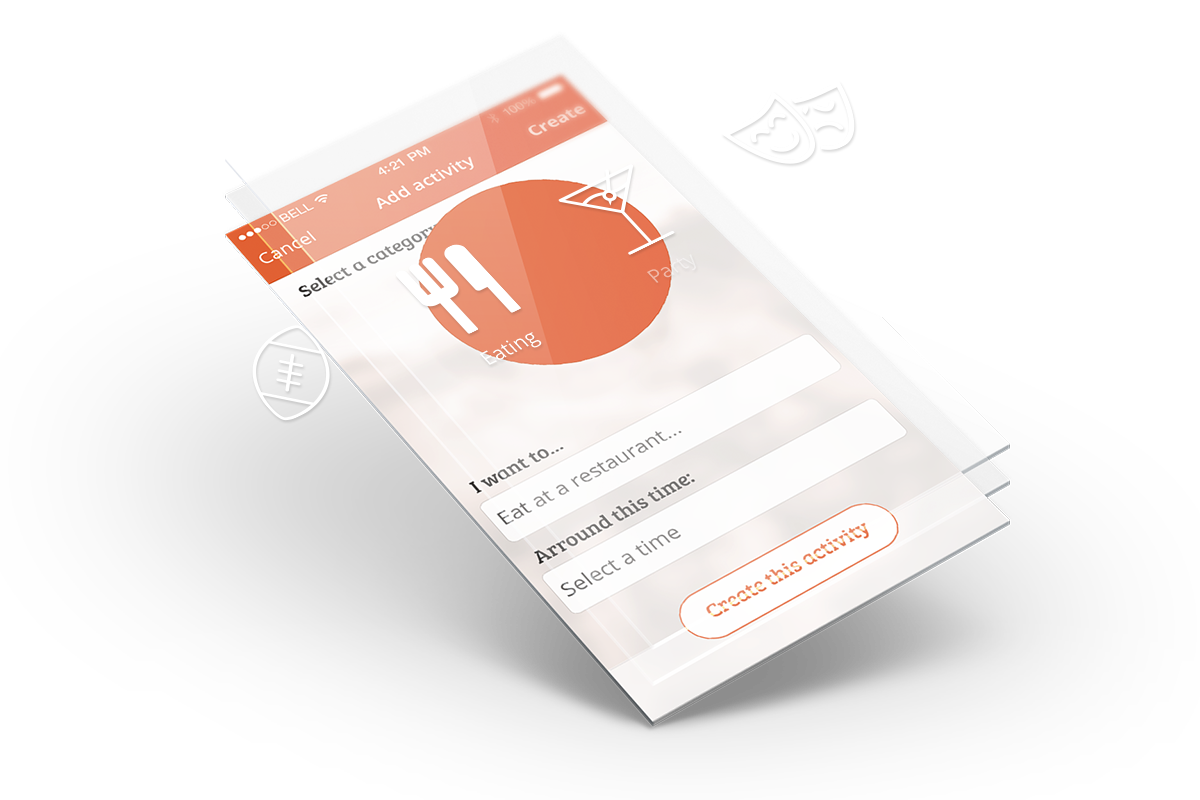 BELL 4:21 PM 100%
Cancel Add activity Create
Select a category
Eating Party
I want to...
Eat at a restaurant...
Arround this time:
Select a time
Create this activity